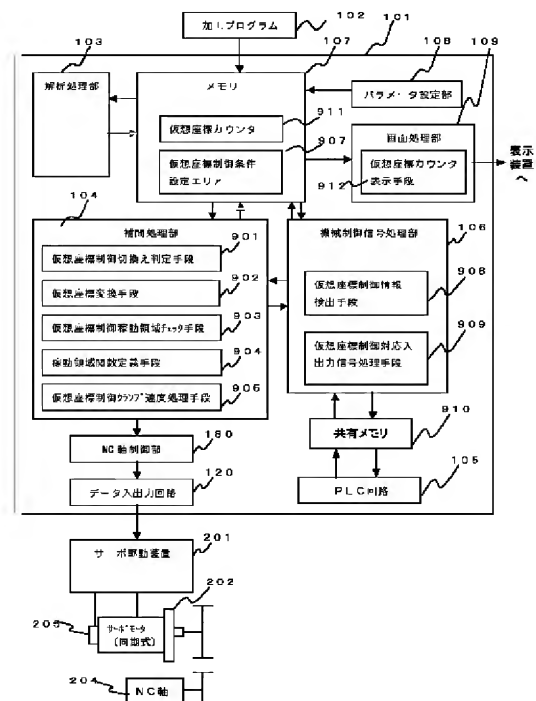 102
加工プログラム
101
103
107
108
109
解析処理部
メモリ
パラメータ設定部
911
仮想座標カウンタ
907
仮想座標制御条件
設定エリア
画面処理部
仮想座標カウンタ
912 表示手段
表示
装置
へ
104
補間処理部
901
仮想座標制御切換え判定手段
902
仮想座標変換手段
903
仮想座標制御稼動領域チェック手段
904
稼動領域関数定義手段
905
仮想座標制御クランプ速度処理手段
機械制御信号処理部
106
908
仮想座標制御情報
検出手段
909
仮想座標制御対応入
出力信号処理手段
910
共有メモリ
105
PLC回路
180
NC軸制御部
120
データ入出力回路
201
サーボ駆動装置
202
サーボモータ
(同期式)
204
NC軸